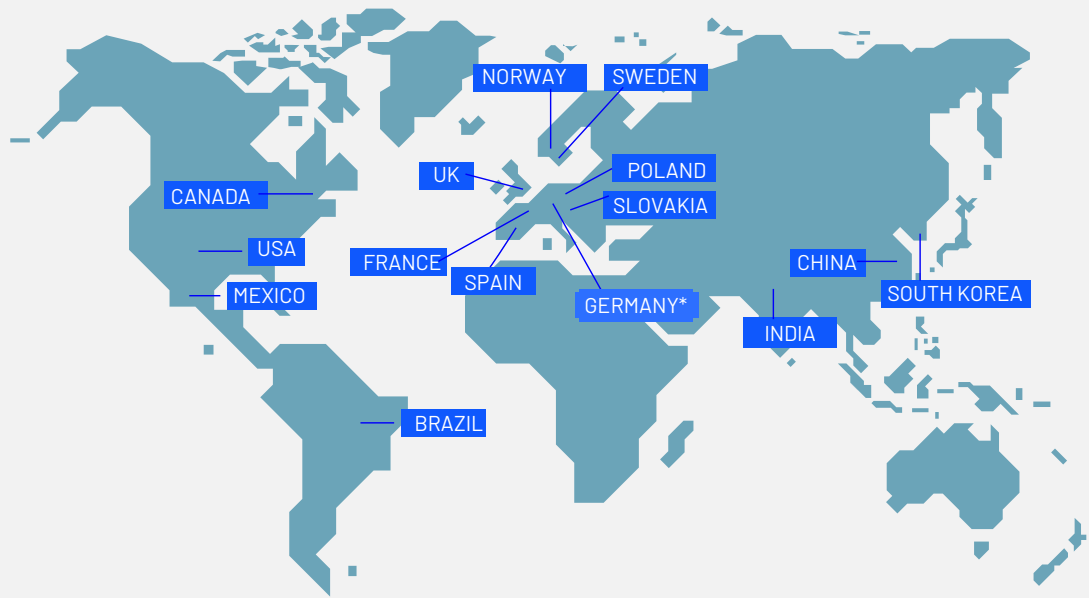 NORWAY
SWEDEN
UK
POLAND
CANADA
SLOVAKIA
USA
FRANCE
CHINA
SPAIN
MEXICO
GERMANY*
SOUTH KOREA
INDIA
BRAZIL